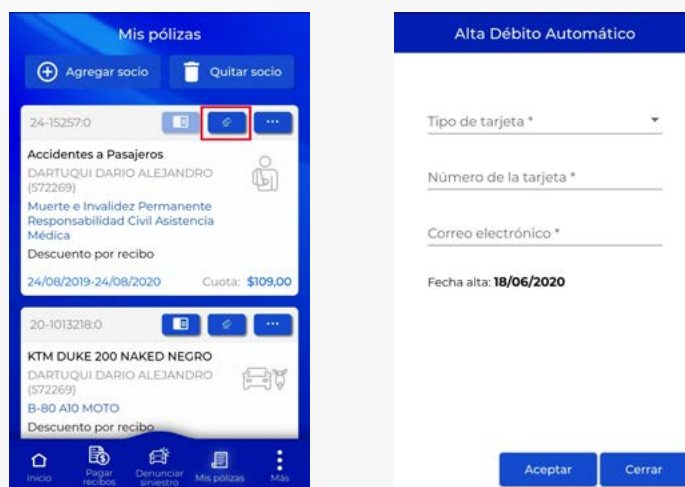 Mis pólizas
Agregar socio
Quitar socio
24-15257:0
Accidentes a Pasajeros
DARTUQUI DARIO ALEJANDRO
(572269)
Muerte e Invalidez Permanente
Responsabilidad Civil Asistencia
Médica
Descuento por recibo
24/08/2019-24/08/2020 Cuota: $109,00
20-1013218:0
KTM DUKE 200 NAKED NEGRO
DARTUQUI DARIO ALEJANDRO
(572269)
B-80 A10 MOTO
Descuento por recibo
Inicio
Pagar
recibos
Denunciar
siniestro
Mis pólizas
Más
Alta Débito Automático
Tipo de tarjeta *
Número de la tarjeta *
Correo electrónico *
Fecha alta: 18/06/2020
Aceptar
Cerrar